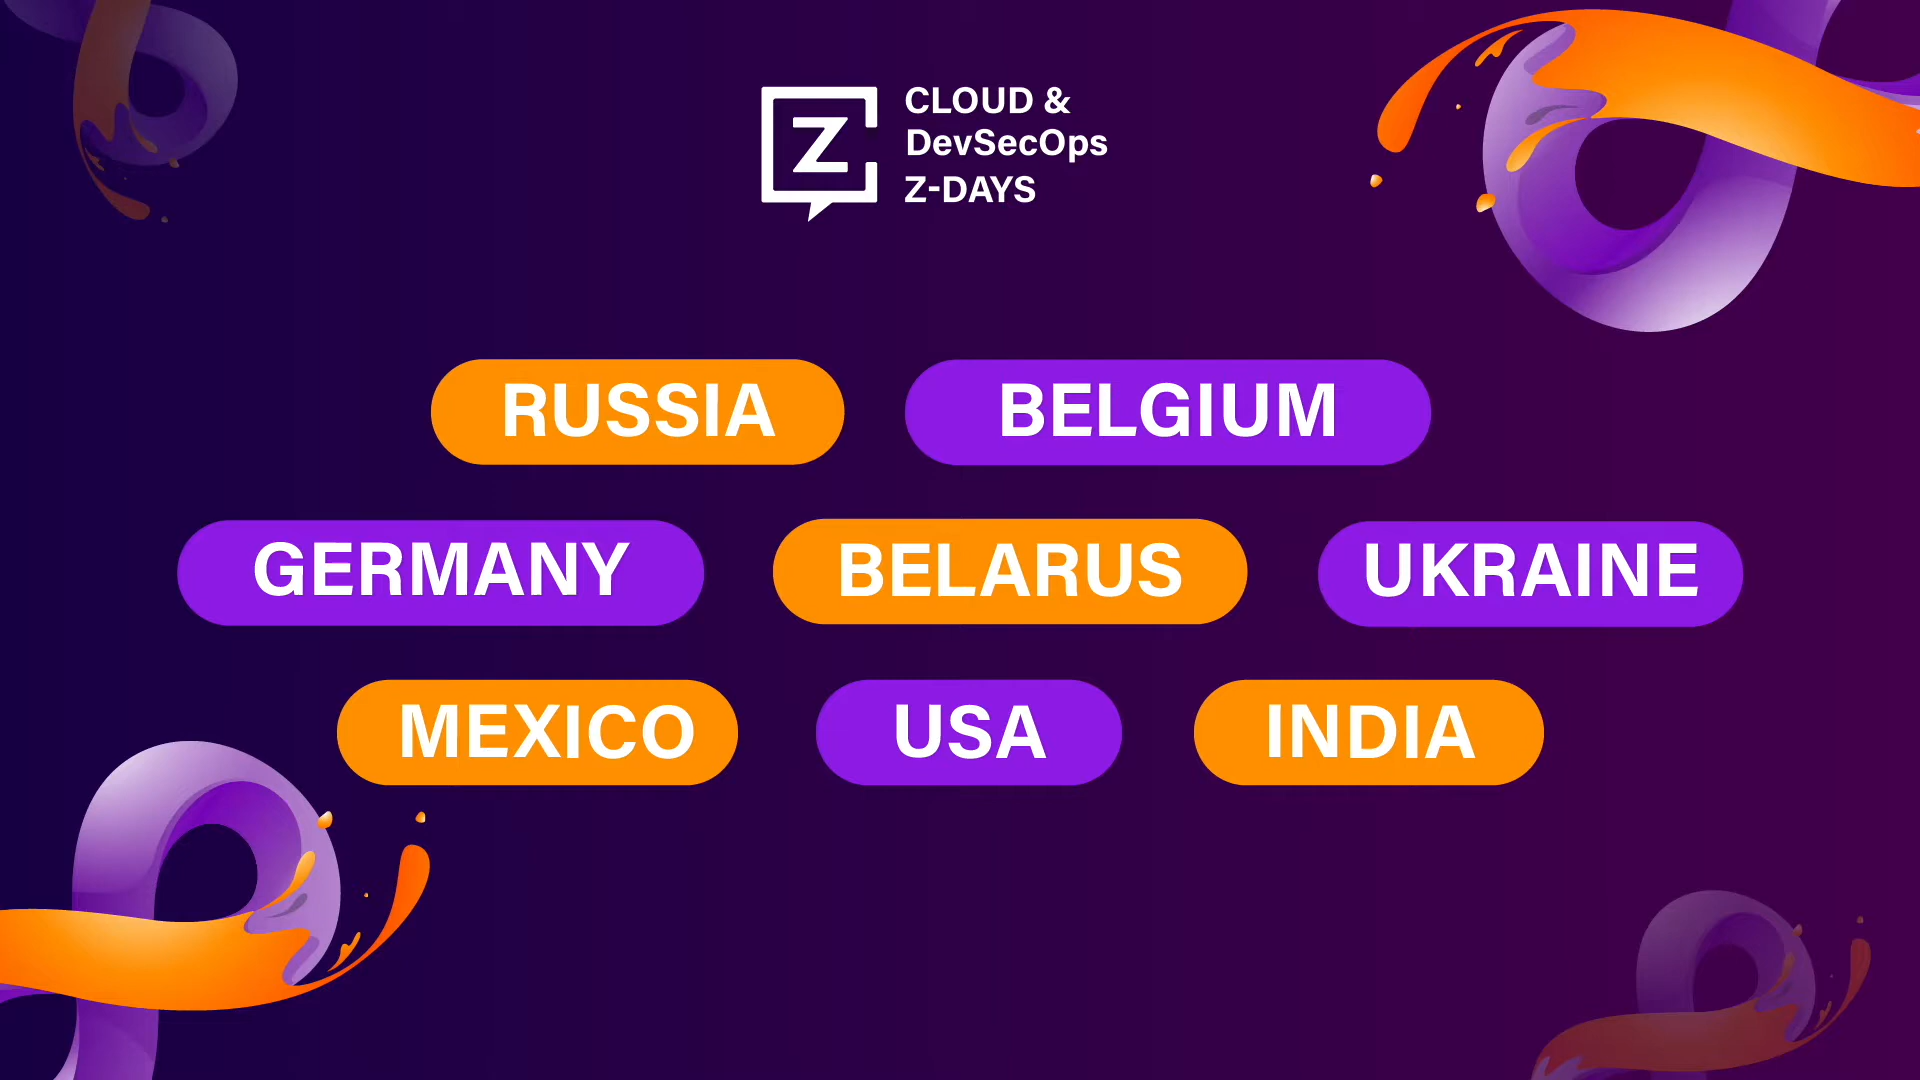 Z
CLOUD &
DevSecOps
Z-DAYS
RUSSIA
BELGIUM
GERMANY
BELARUS
UKRAINE
MEXICO
USA
INDIA